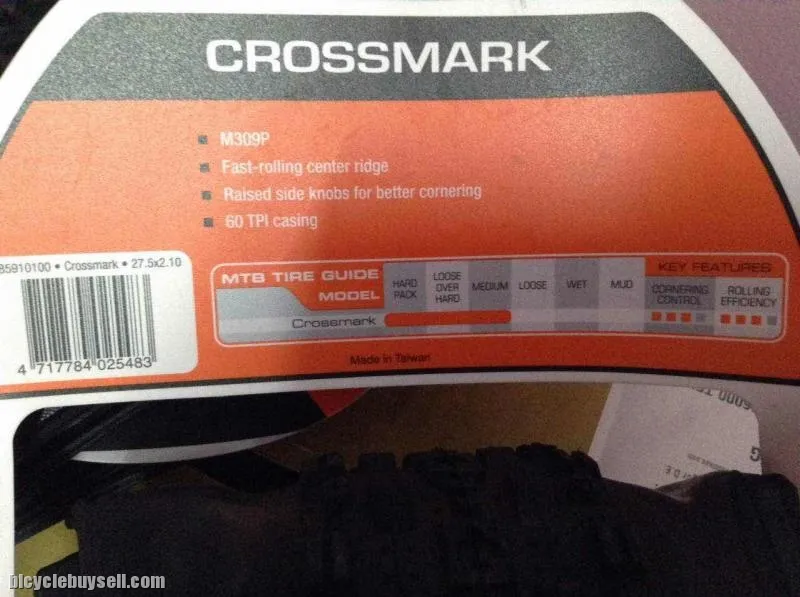 CROSSMARK
M309P
Fast-rolling center ridge
Raised side knobs for better cornering
60 TPI casing
85910100 • Crossmark • 27.5x2.10
4 717784 025483
MTB TIRE GUIDE
MODEL
HARD PACK
LOOSE OVER HARD
MEDIUM
LOOSE
WET
MUD
KEY FEATURES
CORNERING CONTROL
ROLLING EFFICIENCY
Crossmark
Made in Taiwan
6000
bicyclebuysell.com